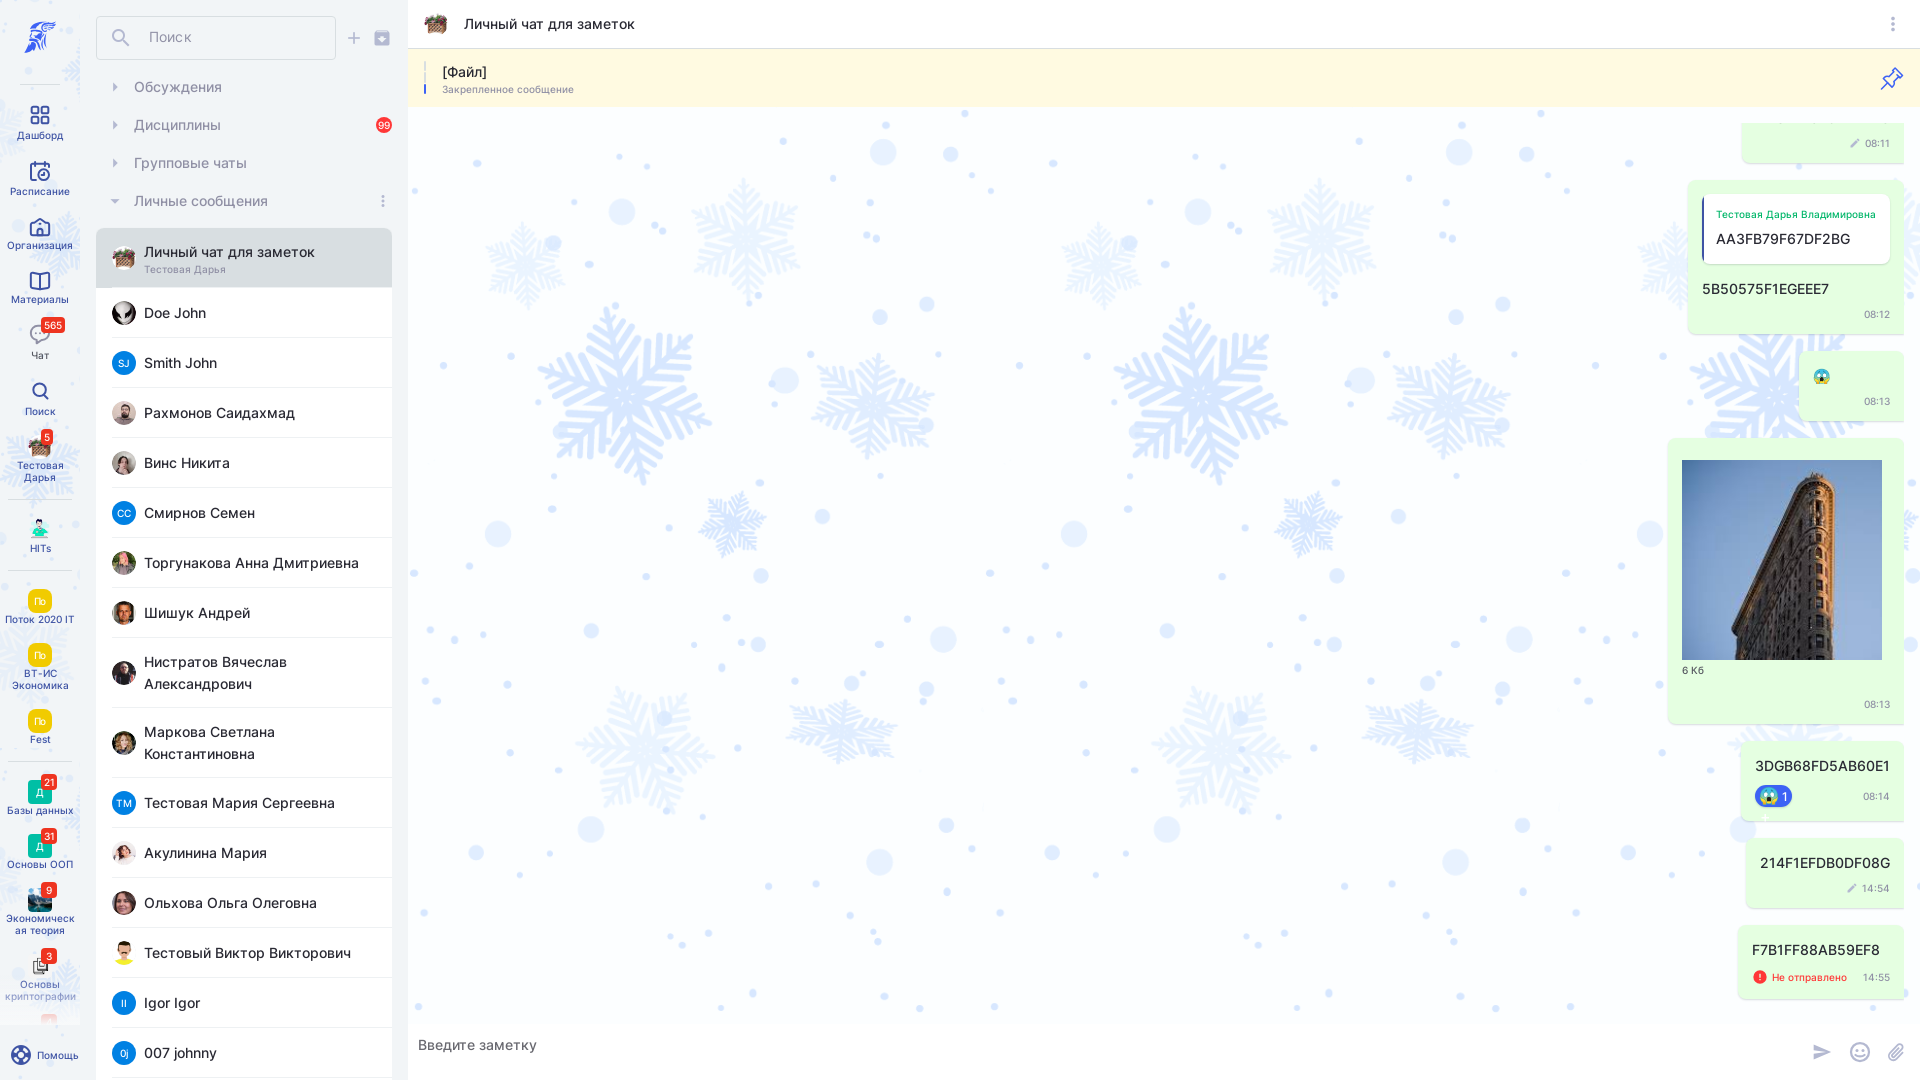 Дашборд
Расписание
Организация
Материалы
565
Чат
Поиск
5
Тестовая
Дарья
HITs
По
Поток 2020 IT
По
ВТ-ИС
Экономика
По
Fest
21
Д
Базы данных
31
Д
Основы ООП
9
Экономическ
ая теория
3
Основы
криптографии
Помощь
Поиск
Обсуждения
Дисциплины
99
Групповые чаты
Личные сообщения
Личный чат для заметок
Тестовая Дарья
Doe John
SJ
Smith John
Рахмонов Саидахмад
Винс Никита
СС
Смирнов Семен
Торгунакова Анна Дмитриевна
Шишук Андрей
Нистратов Вячеслав
Александрович
Маркова Светлана
Константиновна
ТМ
Тестовая Мария Сергеевна
Акулинина Мария
Ольхова Ольга Олеговна
Тестовый Виктор Викторович
II
Igor Igor
0j
007 johnny
Личный чат для заметок
[Файл]
Закрепленное сообщение
08:11
Тестовая Дарья Владимировна
AA3FB79F67DF2BG
5B50575F1EGEEE7
08:12
08:13
6 Кб
08:13
3DGB68FD5AB60E1
1
08:14
214F1EFDB0DF08G
14:54
F7B1FF88AB59EF8
Не отправлено
14:55
Введите заметку